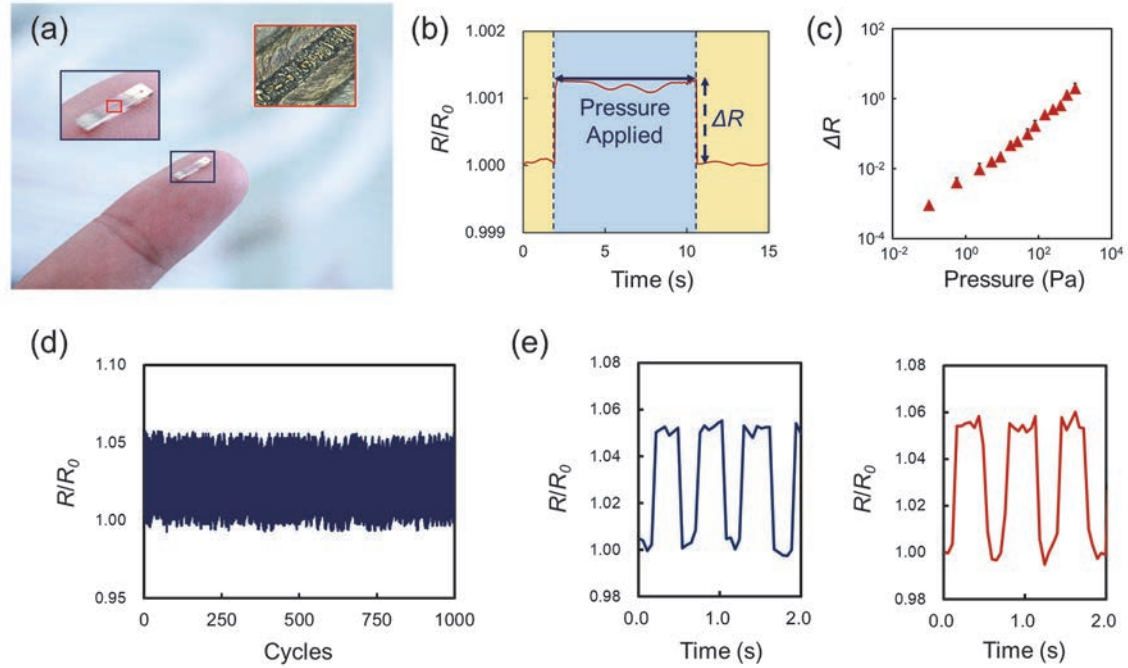 (a)
(b)
R/R0
1.002
1.001
1.000
0.999
Pressure
Applied
ΔR
0
5
10
15
Time (s)
(c)
ΔR
10²
10⁰
10⁻²
10⁻⁴
10⁻²
10⁰
10²
10⁴
Pressure (Pa)
(d)
R/R0
1.10
1.05
1.00
0.95
0
250
500
750
1000
Cycles
(e)
R/R0
1.08
1.06
1.04
1.02
1.00
0.98
0.0
1.0
2.0
Time (s)
R/R0
1.08
1.06
1.04
1.02
1.00
0.98
0.0
1.0
2.0
Time (s)